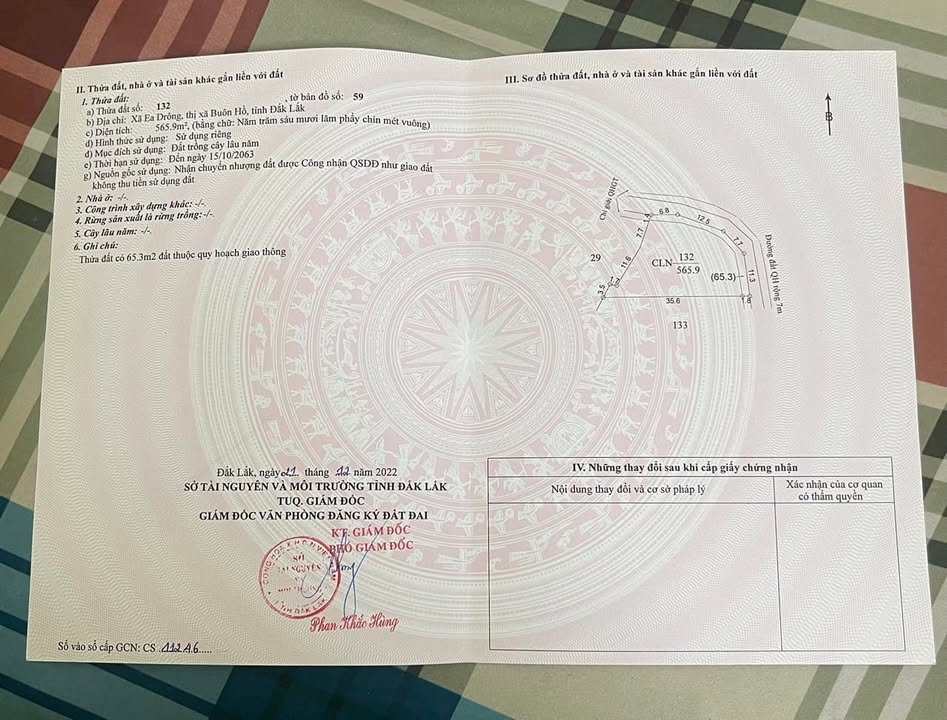 II. Thửa đất, nhà ở và tài sản khác gắn liền với đất
1. Thửa đất:
a) Thửa đất số: 132 , tờ bản đồ số: 59
b) Địa chỉ: Xã Ea Drông, thị xã Buôn Hồ, tỉnh Đắk Lắk
c) Diện tích: 565.9m², (bằng chữ: Năm trăm sáu mươi lăm phẩy chín mét vuông)
d) Hình thức sử dụng: Sử dụng riêng
đ) Mục đích sử dụng: Đất trồng cây lâu năm
e) Thời hạn sử dụng: Đến ngày 15/10/2063
g) Nguồn gốc sử dụng: Nhận chuyển nhượng đất được Công nhận QSDĐ như giao đất
không thu tiền sử dụng đất
2. Nhà ở: -/-
3. Công trình xây dựng khác: -/-.
4. Rừng sản xuất là rừng trồng:-/-.
5. Cây lâu năm: -/-.
6. Ghi chú:
Thửa đất có 65.3m2 đất thuộc quy hoạch giao thông
Đắk Lắk, ngày 21 tháng 12 năm 2022
SỞ TÀI NGUYÊN VÀ MÔI TRƯỜNG TỈNH ĐẮK LẮK
TUQ. GIÁM ĐỐC
GIÁM ĐỐC VĂN PHÒNG ĐĂNG KÝ ĐẤT ĐAI
KT. GIÁM ĐỐC
PHÓ GIÁM ĐỐC
SỞ
TÀI NGUYÊN
VÀ
TỈNH ĐẮK LẮK
Phan Khắc Hùng
Số vào sổ cấp GCN: CS 11246.....
III. Sơ đồ thửa đất, nhà ở và tài sản khác gắn liền với đất
B
Chỉ giới QHGT
1.4
6.8
12.5
7.7
7.7
29
11.6
CLN
132
565.9
(65.3)
11.3
Đường đất QH rộng 7m
3.5
35.6
133
IV. Những thay đổi sau khi cấp giấy chứng nhận
Nội dung thay đổi và cơ sở pháp lý
Xác nhận của cơ quan
có thẩm quyền